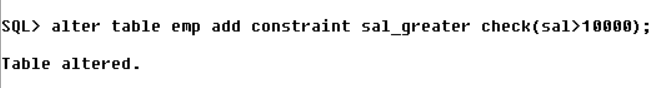 SQL> alter table emp add constraint sal_greater check(sal>10000);
Table altered.